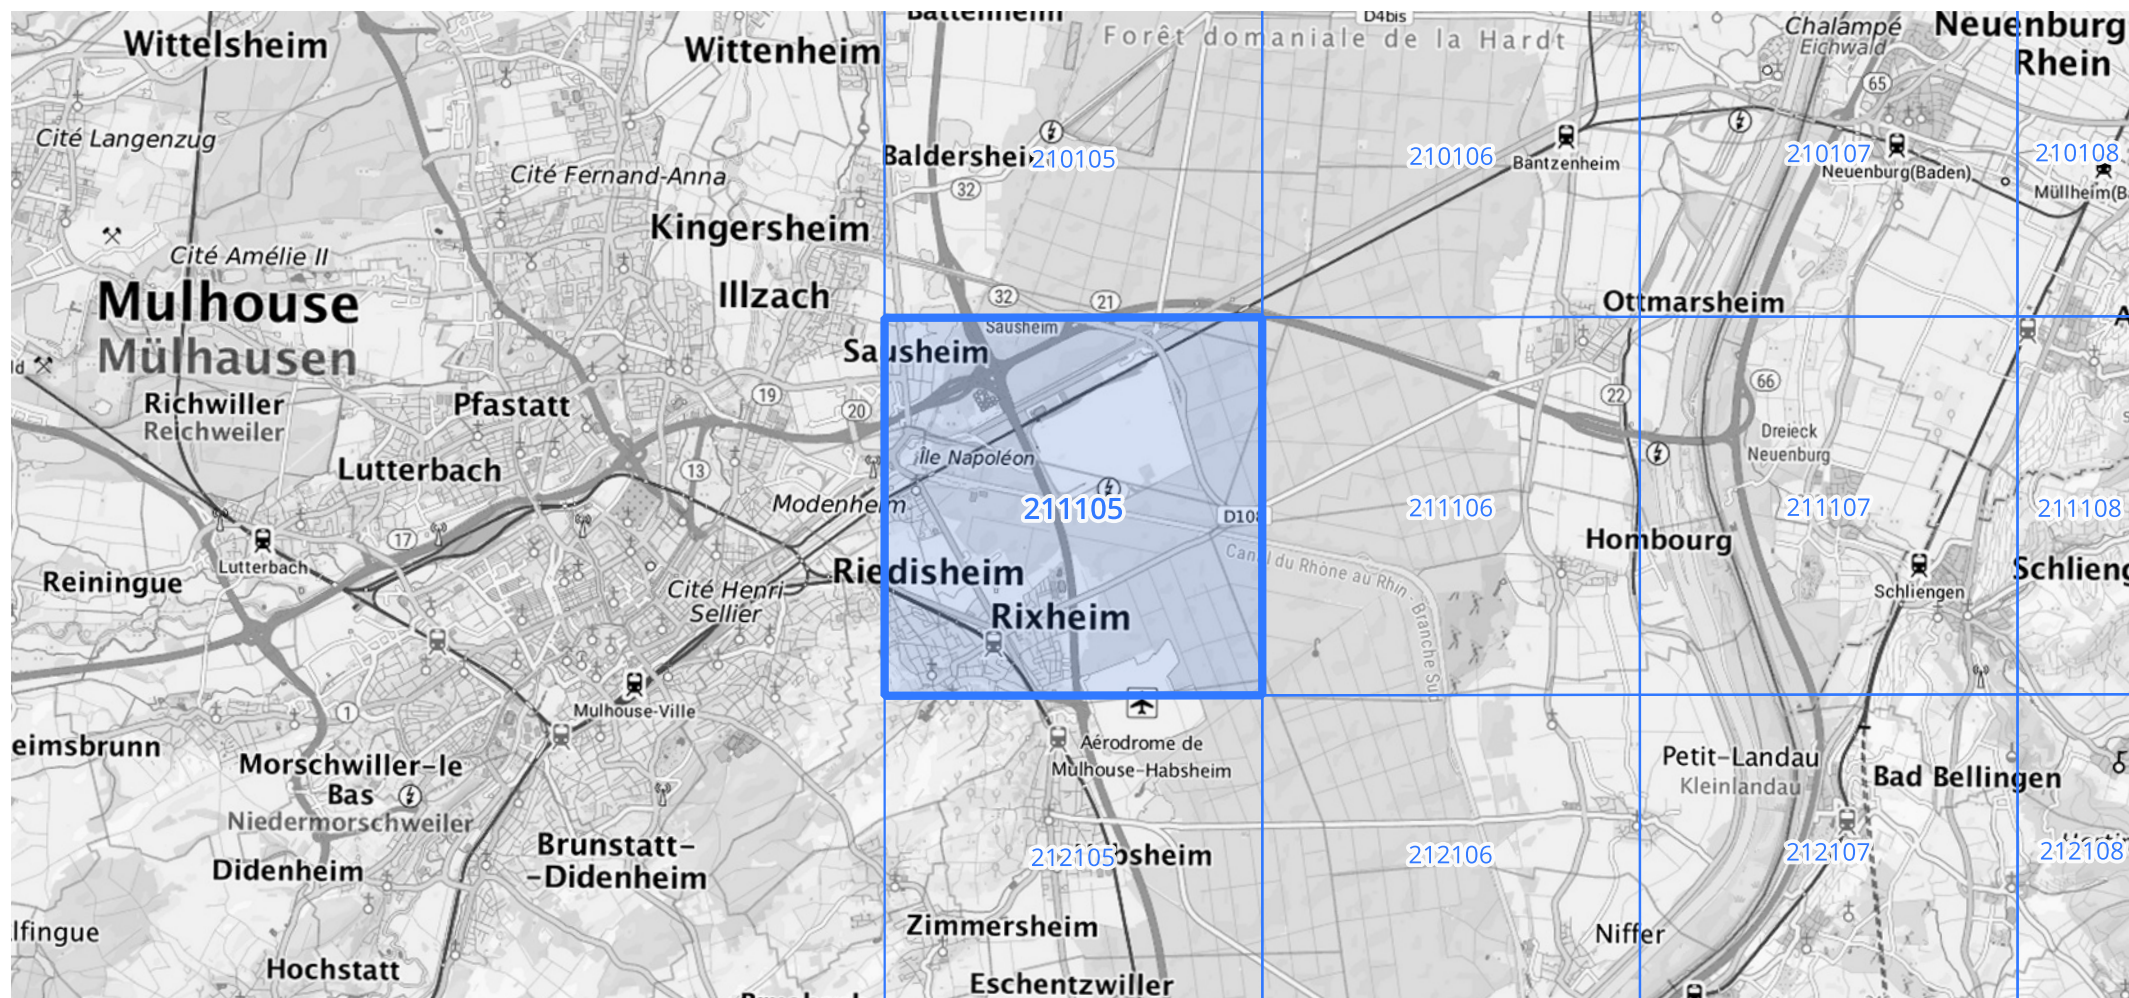 Wittelsheim
Wittenheim
Battenheim
D4bis
Forêt domaniale de la Hardt
Chalampé
Eichwald
Neuenburg
Rhein
65
Cité Langenzug
Cité Fernand-Anna
32
210105
210106
Bantzenheim
210107
Neuenburg(Baden)
210108
Müllheim(B
Kingersheim
Cité Amélie II
Mulhouse
Mülhausen
Illzach
32
21
Ottmarsheim
Sausheim
Sausheim
Richwiller
Reichweiler
Pfastatt
19
20
22
66
Dreieck
Neuenburg
Lutterbach
13
Île Napoléon
Modenheim
211105
D108
211106
211107
211108
17
Lutterbach
Reiningue
Cité Henri
Sellier
Riedisheim
Rixheim
Canal du Rhône au Rhin - Branche Sud
Hombourg
Schliengen
Schlieng
1
Mulhouse-Ville
eimsbrunn
Morschwiller-le
Bas
Niedermorschweiler
Didenheim
Brunstatt-
-Didenheim
Aérodrome de
Mulhouse-Habsheim
Petit-Landau
Kleinlandau
Bad Bellingen
212105
212106
212107
212108
lfingue
Hochstatt
Zimmersheim
Eschentzwiller
Niffer